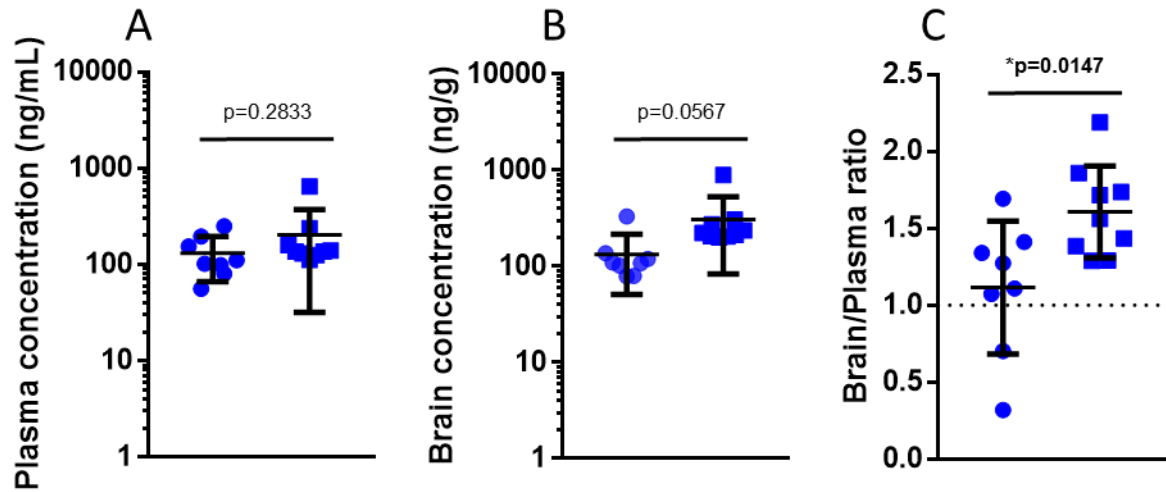 A
Plasma concentration (ng/mL)
10000
1000
100
10
1
p=0.2833
B
Brain concentration (ng/g)
10000
1000
100
10
1
p=0.0567
C
Brain/Plasma ratio
2.5
2.0
1.5
1.0
0.5
0.0
*p=0.0147